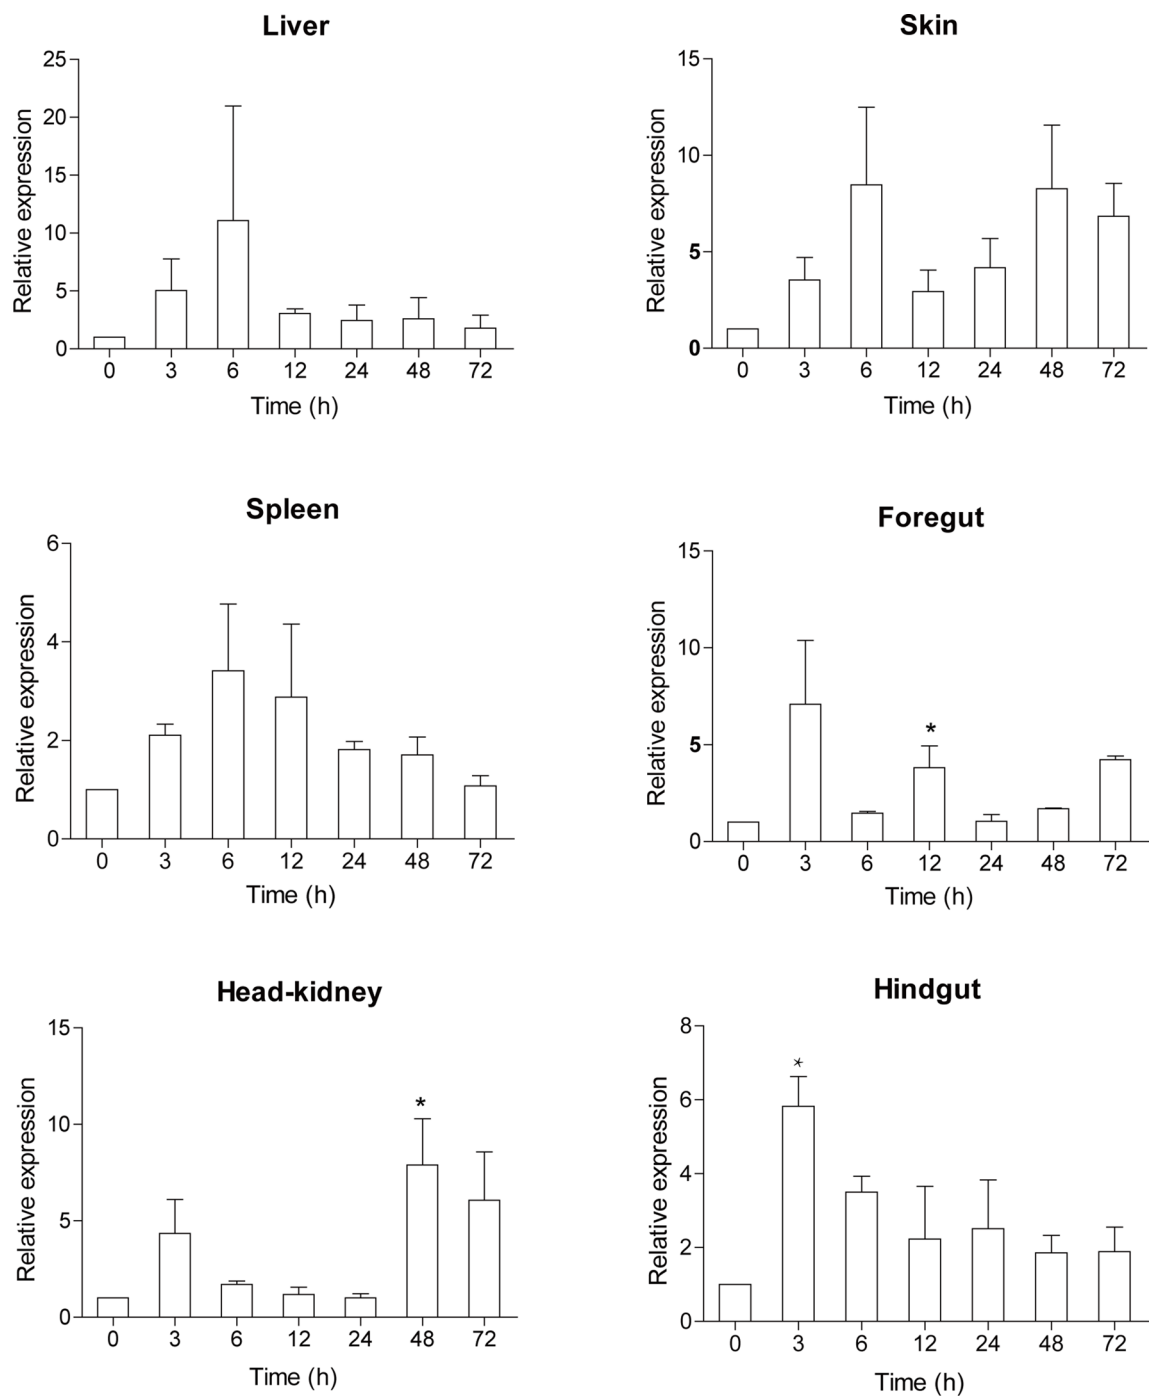 Liver
Relative expression
25
20
15
10
5
0
0 3 6 12 24 48 72
Time (h)
Skin
Relative expression
15
10
5
0
0 3 6 12 24 48 72
Time (h)
Spleen
Relative expression
6
4
2
0
0 3 6 12 24 48 72
Time (h)
Foregut
Relative expression
15
10
5
0
*
0 3 6 12 24 48 72
Time (h)
Head-kidney
Relative expression
15
10
5
0
*
0 3 6 12 24 48 72
Time (h)
Hindgut
Relative expression
8
6
4
2
0
*
0 3 6 12 24 48 72
Time (h)